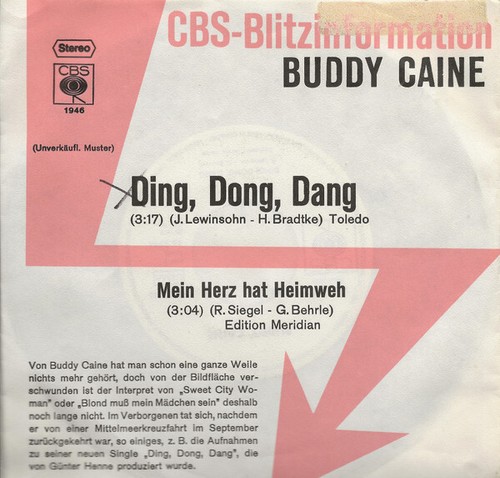 CBS-Blitzinformation
BUDDY CAINE
Stereo
CBS
1946
(Unverkäufl. Muster)
Ding, Dong, Dang
(3:17) (J. Lewinsohn - H. Bradtke) Toledo
Mein Herz hat Heimweh
(3:04) (R. Siegel - G. Behrle)
Edition Meridian
Von Buddy Caine hat man schon eine ganze Weile
nichts mehr gehört, doch von der Bildfläche ver-
schwunden ist der Interpret von „Sweet City Wo-
man" oder „Blond muß mein Mädchen sein" deshalb
noch lange nicht. Im Verborgenen tat sich, nachdem
er von einer Mittelmeerkreuzfahrt im September
zurückgekehrt war, so einiges, z. B. die Aufnahmen
zu seiner neuen Single „Ding, Dong, Dang", die
von Günter Henne produziert wurde.